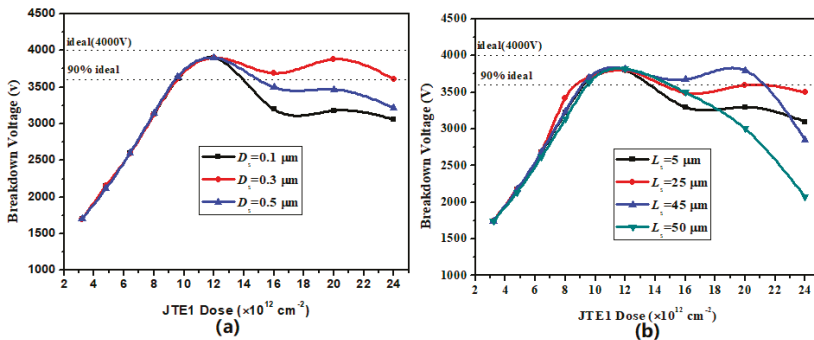 4500
4000
3500
3000
2500
2000
1500
1000
Breakdown Voltage (v)
ideal(4000V)
90% ideal
Ds=0.1 μm
Ds=0.3 μm
Ds=0.5 μm
2 4 6 8 10 12 14 16 18 20 22 24
JTE1 Dose (×10¹² cm⁻²)
(a)
4500
4000
3500
3000
2500
2000
1500
1000
Breakdown Voltage (v)
ideal(4000V)
90% ideal
Ls=5 μm
Ls=25 μm
Ls=45 μm
Ls=50 μm
2 4 6 8 10 12 14 16 18 20 22 24
JTE1 Dose (×10¹² cm⁻²)
(b)